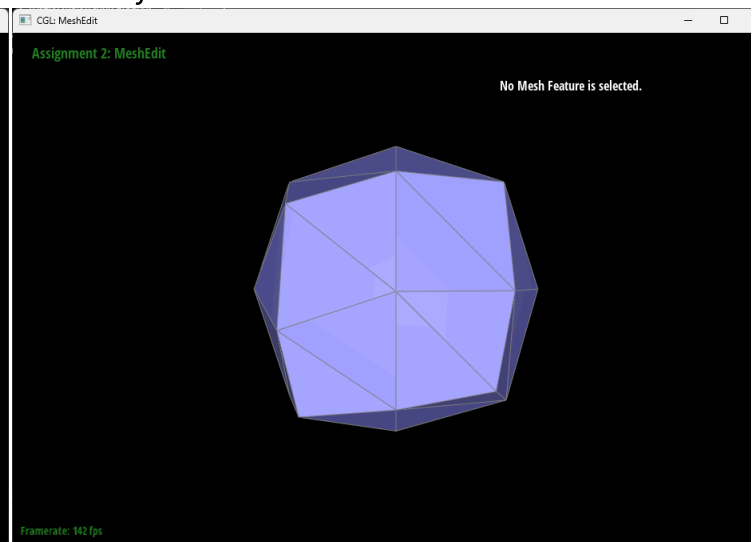 CGL: MeshEdit
Assignment 2: MeshEdit
No Mesh Feature is selected.
Framerate: 142 fps